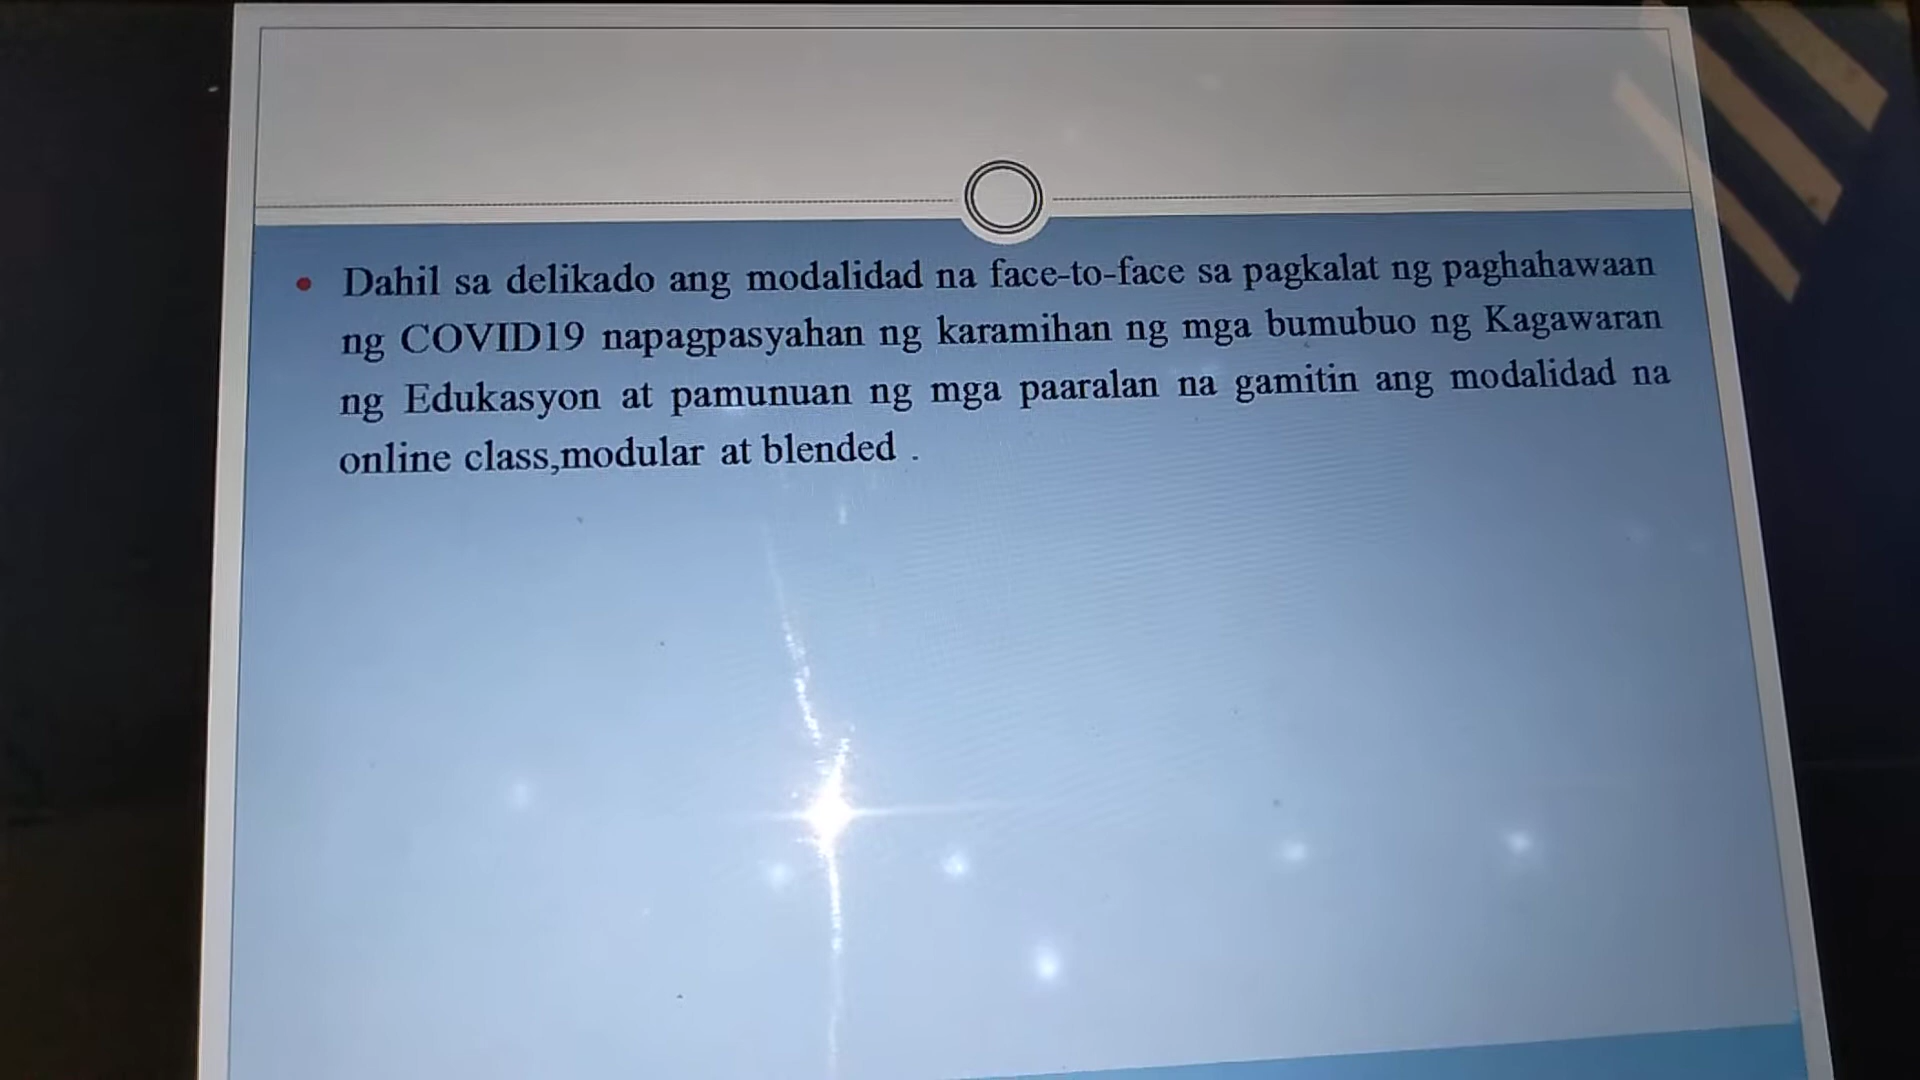 • Dahil sa delikado ang modalidad na face-to-face sa pagkalat ng paghahawaan
ng COVID19 napagpasyahan ng karamihan ng mga bumubuo ng Kagawaran
ng Edukasyon at pamunuan ng mga paaralan na gamitin ang modalidad na
online class,modular at blended .